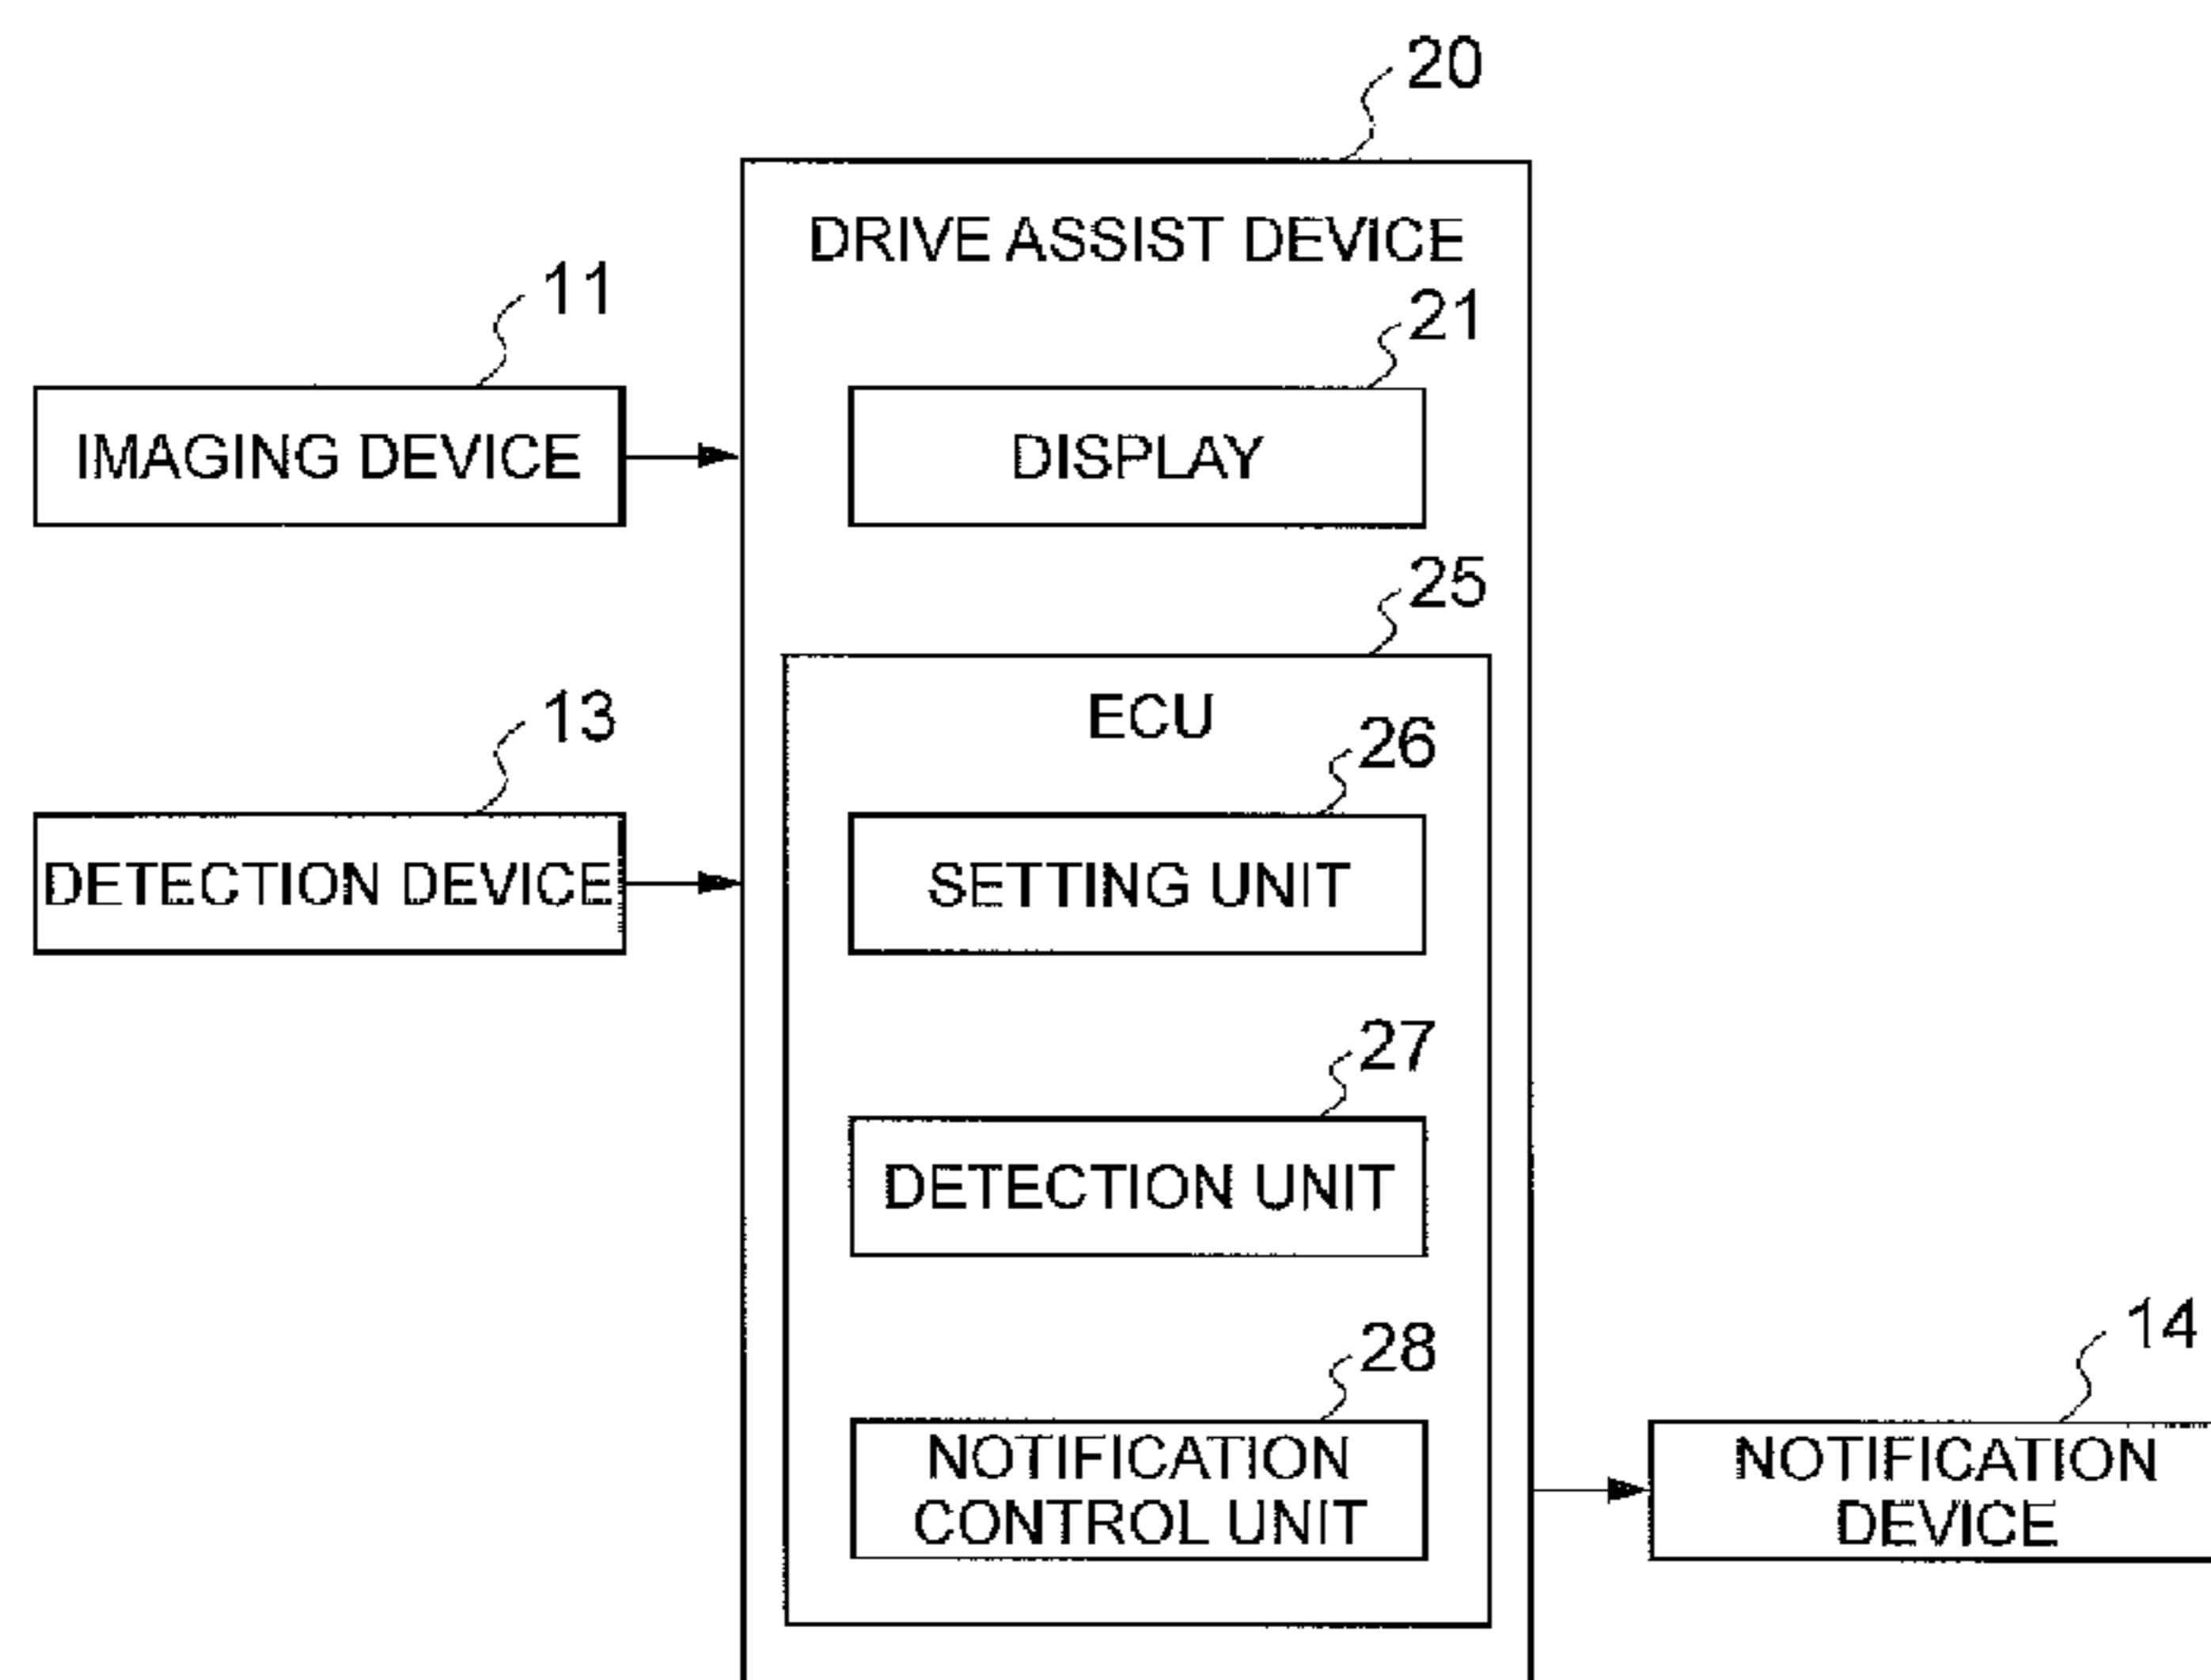 20
DRIVE ASSIST DEVICE
11
21
IMAGING DEVICE
DISPLAY
25
13
ECU
26
DETECTION DEVICE
SETTING UNIT
27
DETECTION UNIT
28
14
NOTIFICATION
CONTROL UNIT
NOTIFICATION
DEVICE